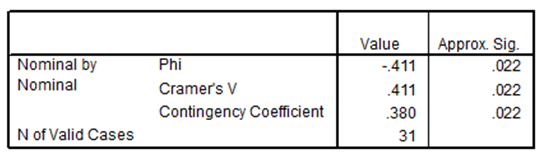 Value Approx. Sig.
Nominal by Phi -.411 .022
Nominal Cramer's V .411 .022
Contingency Coefficient .380 .022
N of Valid Cases 31